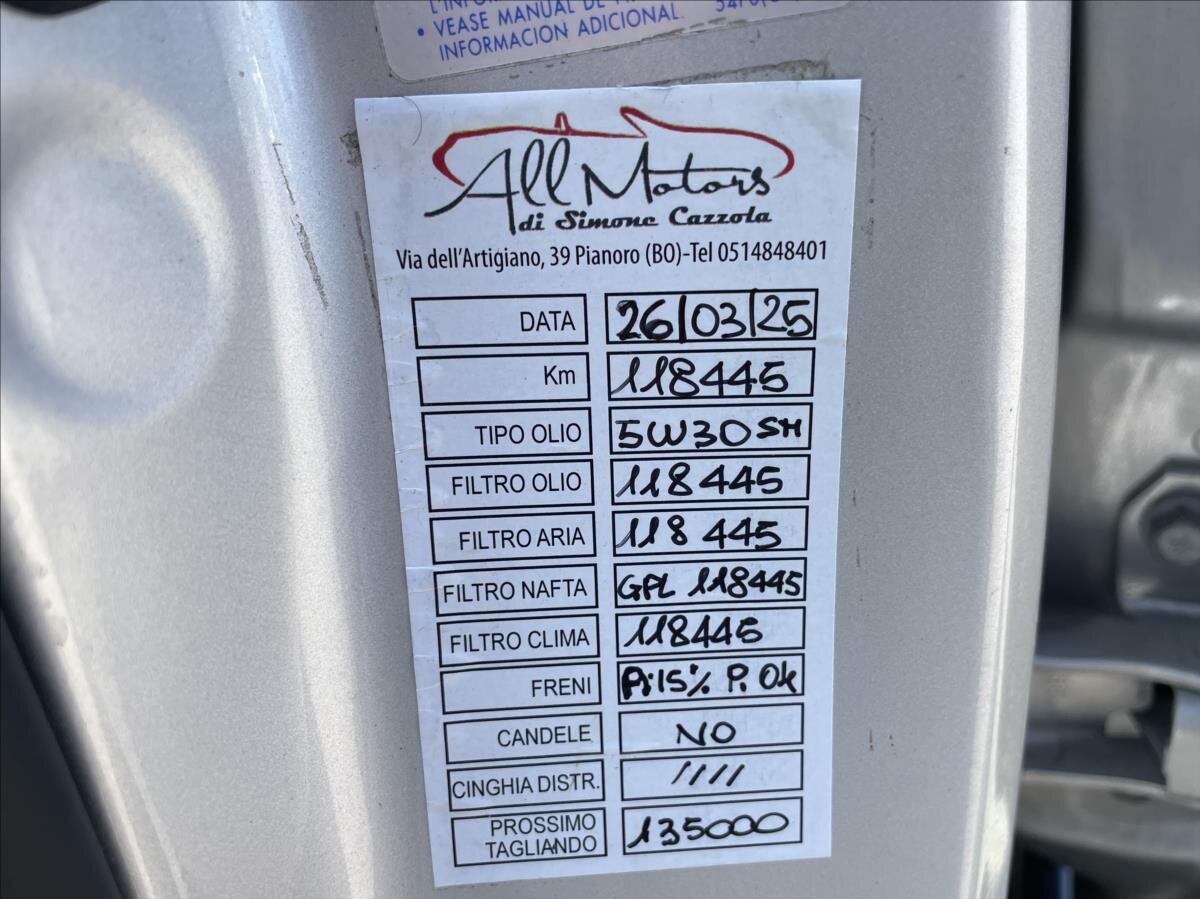 • VEASE MANUAL DE
INFORMACION ADICIONAL.
All Motors
di Simone Cazzola
Via dell'Artigiano, 39 Pianoro (BO)-Tel 0514848401
DATA 26/03/25
Km 118445
TIPO OLIO 5W30 SM
FILTRO OLIO 118445
FILTRO ARIA 118 445
FILTRO NAFTA GPL 118445
FILTRO CLIMA 118445
FRENI A:15% P. Ok
CANDELE NO
CINGHIA DISTR. ////
PROSSIMO
TAGLIANDO 135000